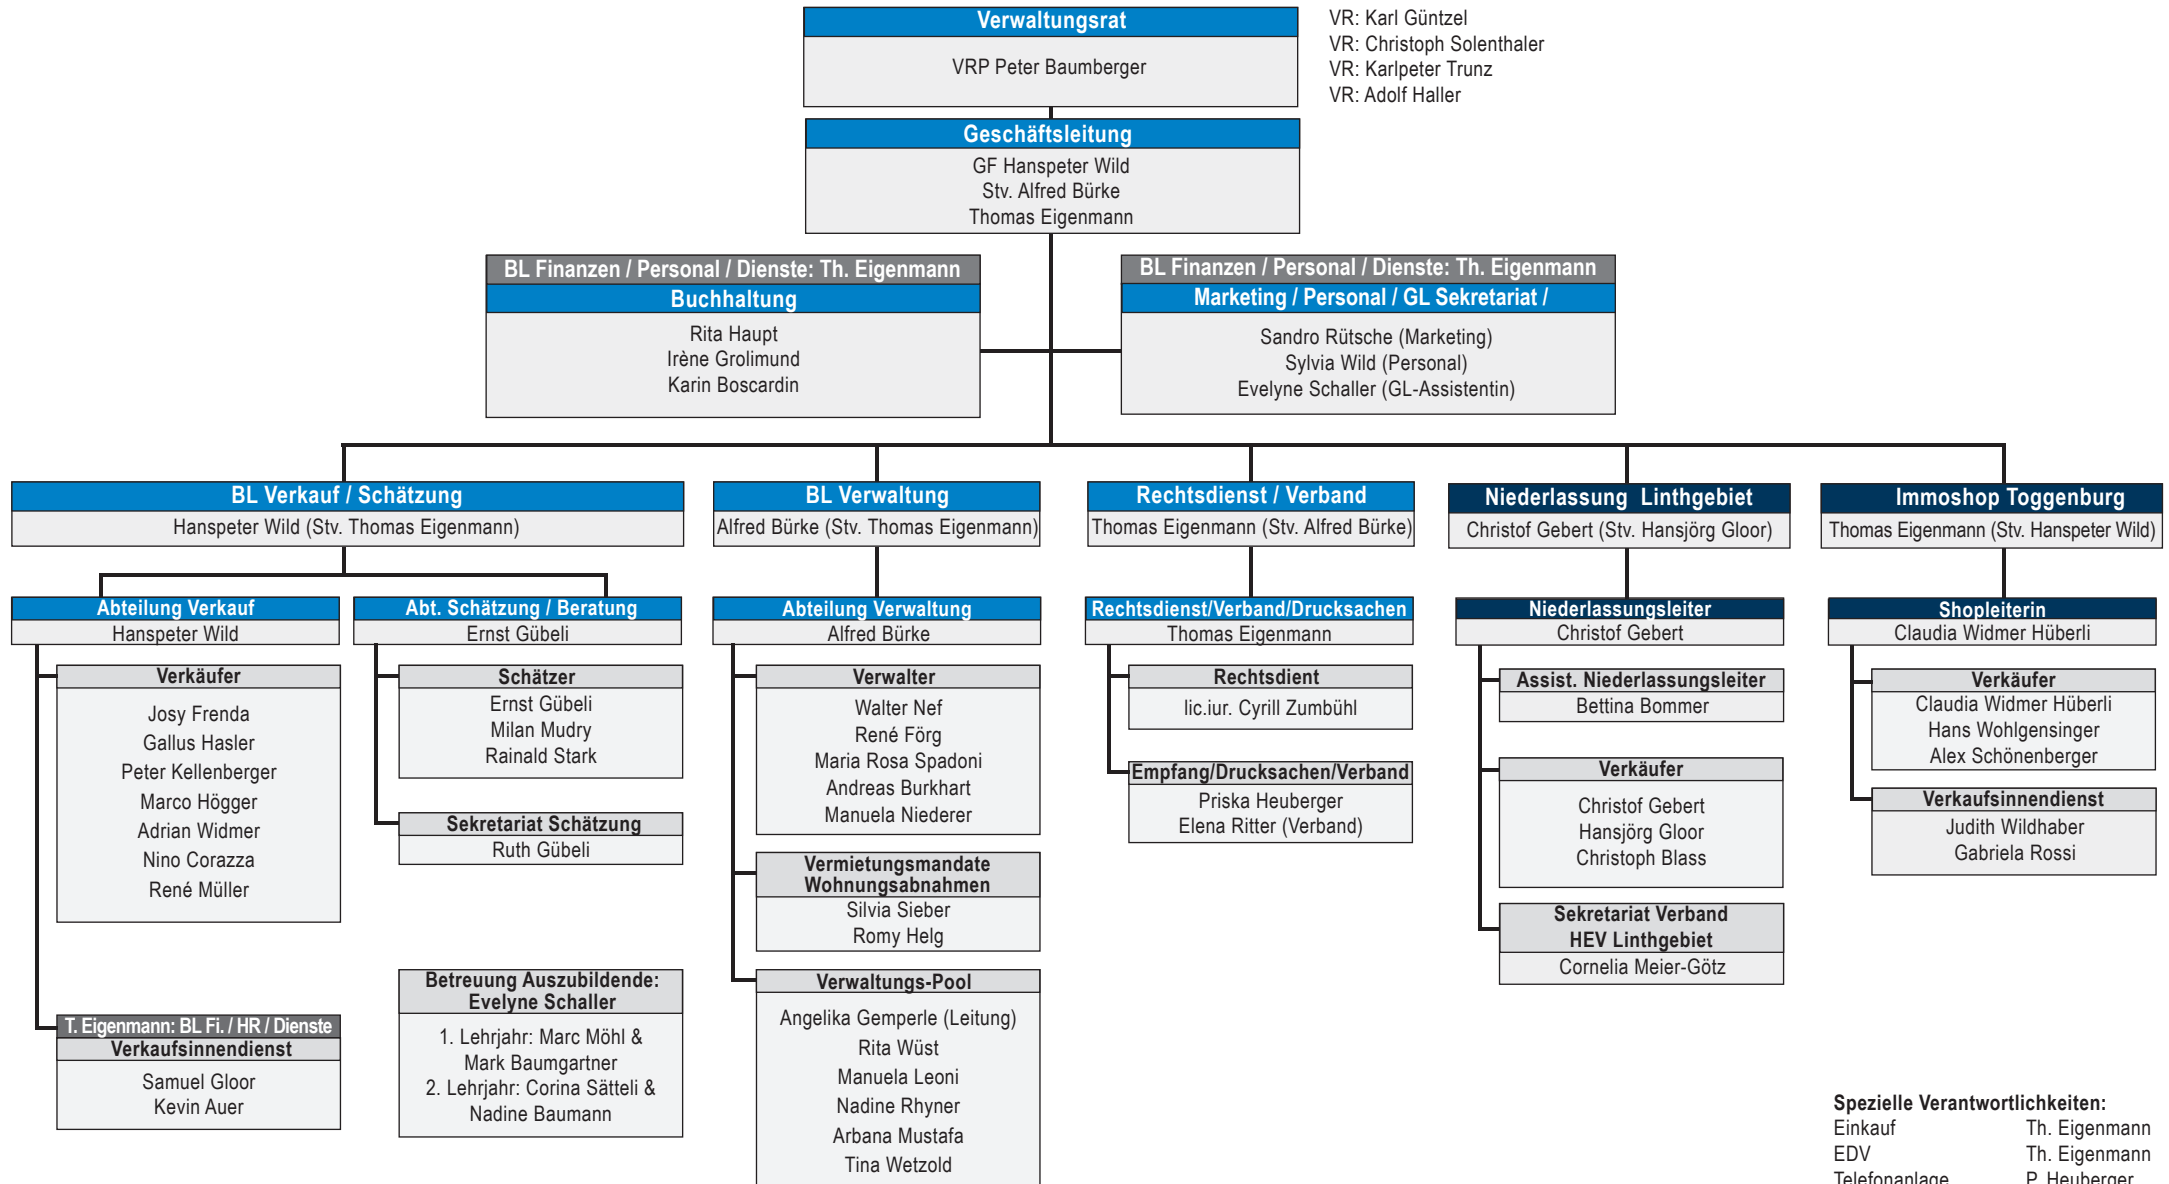 Verwaltungsrat
VRP Peter Baumberger
VR: Karl Güntzel
VR: Christoph Solenthaler
VR: Karlpeter Trunz
VR: Adolf Haller
Geschäftsleitung
GF Hanspeter Wild
Stv. Alfred Bürke
Thomas Eigenmann
BL Finanzen / Personal / Dienste: Th. Eigenmann
Buchhaltung
Rita Haupt
Irène Grolimund
Karin Boscardin
BL Finanzen / Personal / Dienste: Th. Eigenmann
Marketing / Personal / GL Sekretariat /
Sandro Rütsche (Marketing)
Sylvia Wild (Personal)
Evelyne Schaller (GL-Assistentin)
BL Verkauf / Schätzung
Hanspeter Wild (Stv. Thomas Eigenmann)
BL Verwaltung
Alfred Bürke (Stv. Thomas Eigenmann)
Rechtsdienst / Verband
Thomas Eigenmann (Stv. Alfred Bürke)
Niederlassung Linthgebiet
Christof Gebert (Stv. Hansjörg Gloor)
Immoshop Toggenburg
Thomas Eigenmann (Stv. Hanspeter Wild)
Abteilung Verkauf
Hanspeter Wild
Verkäufer
Josy Frenda
Gallus Hasler
Peter Kellenberger
Marco Högger
Adrian Widmer
Nino Corazza
René Müller
T. Eigenmann: BL Fi. / HR / Dienste
Verkaufsinnendienst
Samuel Gloor
Kevin Auer
Abt. Schätzung / Beratung
Ernst Gübeli
Schätzer
Ernst Gübeli
Milan Mudry
Rainald Stark
Sekretariat Schätzung
Ruth Gübeli
Betreuung Auszubildende:
Evelyne Schaller
1. Lehrjahr: Marc Möhl &
Mark Baumgartner
2. Lehrjahr: Corina Sätteli &
Nadine Baumann
Abteilung Verwaltung
Alfred Bürke
Verwalter
Walter Nef
René Förg
Maria Rosa Spadoni
Andreas Burkhart
Manuela Niederer
Vermietungsmandate
Wohnungsabnahmen
Silvia Sieber
Romy Helg
Verwaltungs-Pool
Angelika Gemperle (Leitung)
Rita Wüst
Manuela Leoni
Nadine Rhyner
Arbana Mustafa
Tina Wetzold
Rechtsdienst/Verband/Drucksachen
Thomas Eigenmann
Rechtsdient
lic.iur. Cyrill Zumbühl
Empfang/Drucksachen/Verband
Priska Heuberger
Elena Ritter (Verband)
Niederlassungsleiter
Christof Gebert
Assist. Niederlassungsleiter
Bettina Bommer
Verkäufer
Christof Gebert
Hansjörg Gloor
Christoph Blass
Sekretariat Verband
HEV Linthgebiet
Cornelia Meier-Götz
Shopleiterin
Claudia Widmer Hüberli
Verkäufer
Claudia Widmer Hüberli
Hans Wohlgensinger
Alex Schönenberger
Verkaufsinnendienst
Judith Wildhaber
Gabriela Rossi
Spezielle Verantwortlichkeiten:
Einkauf Th. Eigenmann
EDV Th. Eigenmann
Telefonanlage P. Heuberger